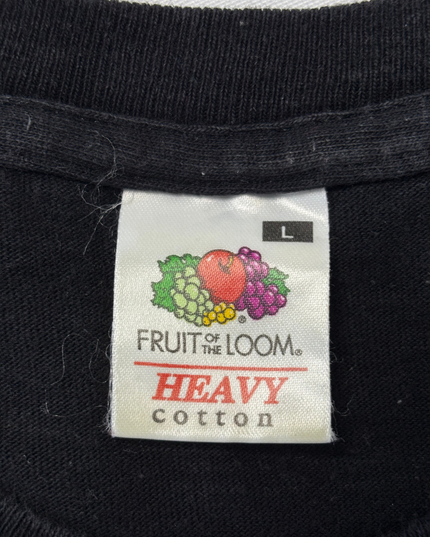 L
FRUIT OF THE LOOM®
HEAVY
cotton